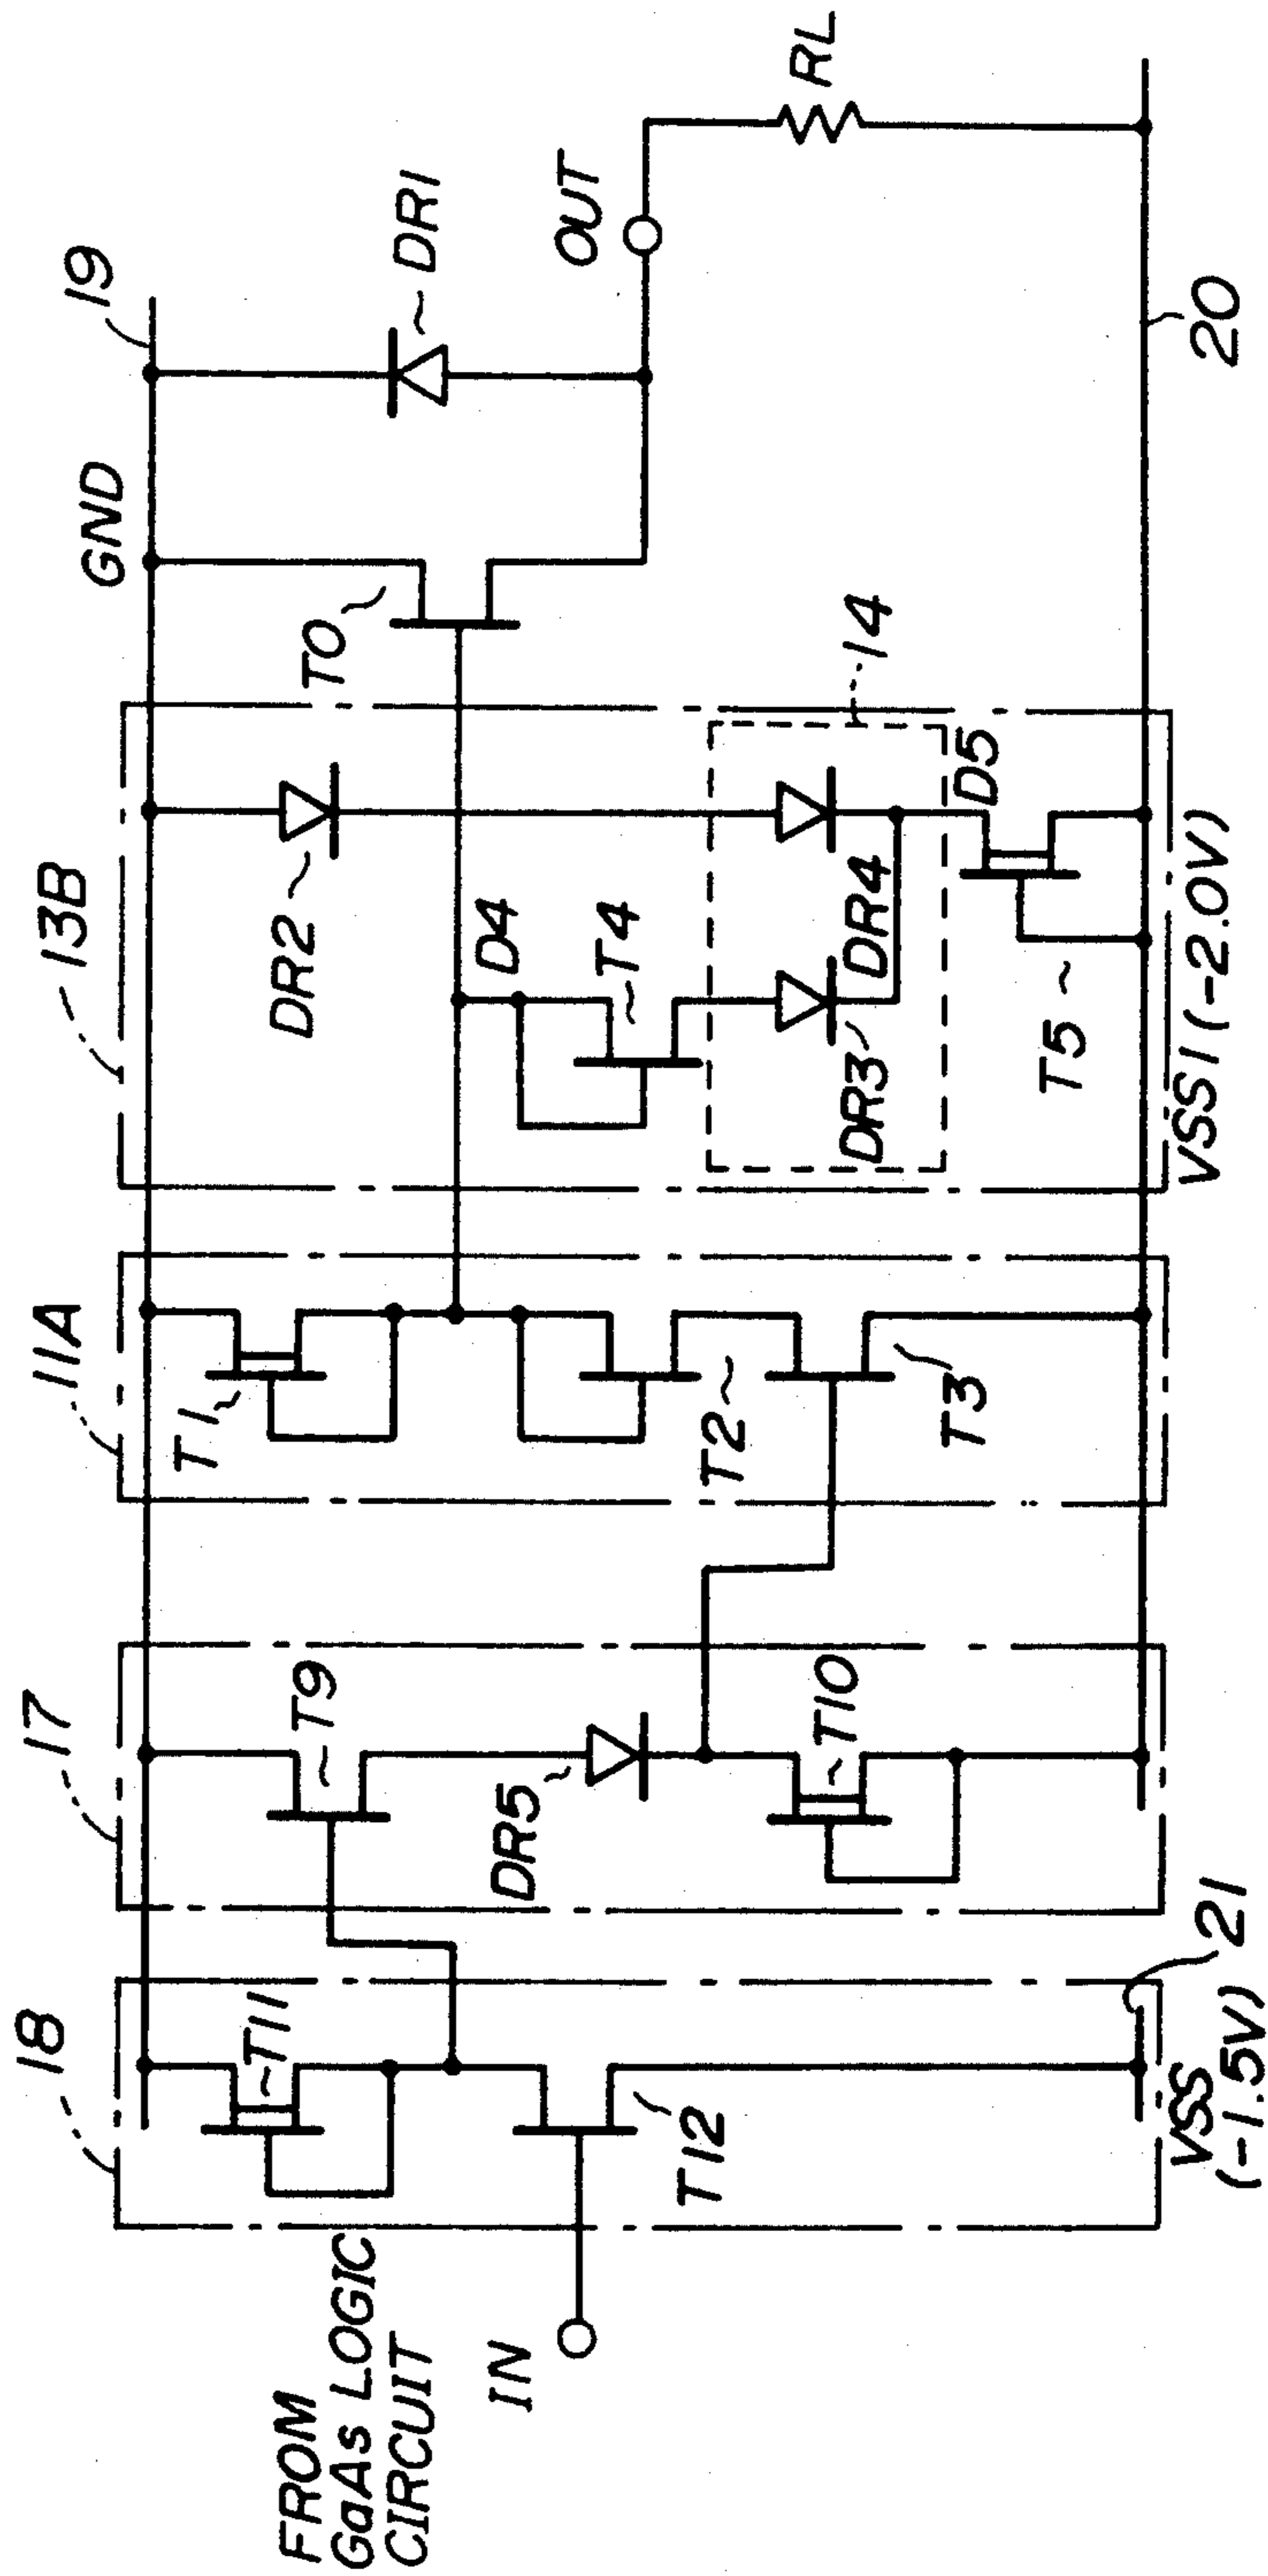 18
17
11A
13B
GND
19
T11
T9
T1
DR2
T0
DR1
FROM
GaAs LOGIC
CIRCUIT
IN
T12
DR5
T10
T2
T3
D4
T4
DR3
DR4
14
D5
T5
OUT
RL
VSS
(-1.5V)
21
VSS1(-2.0V)
20